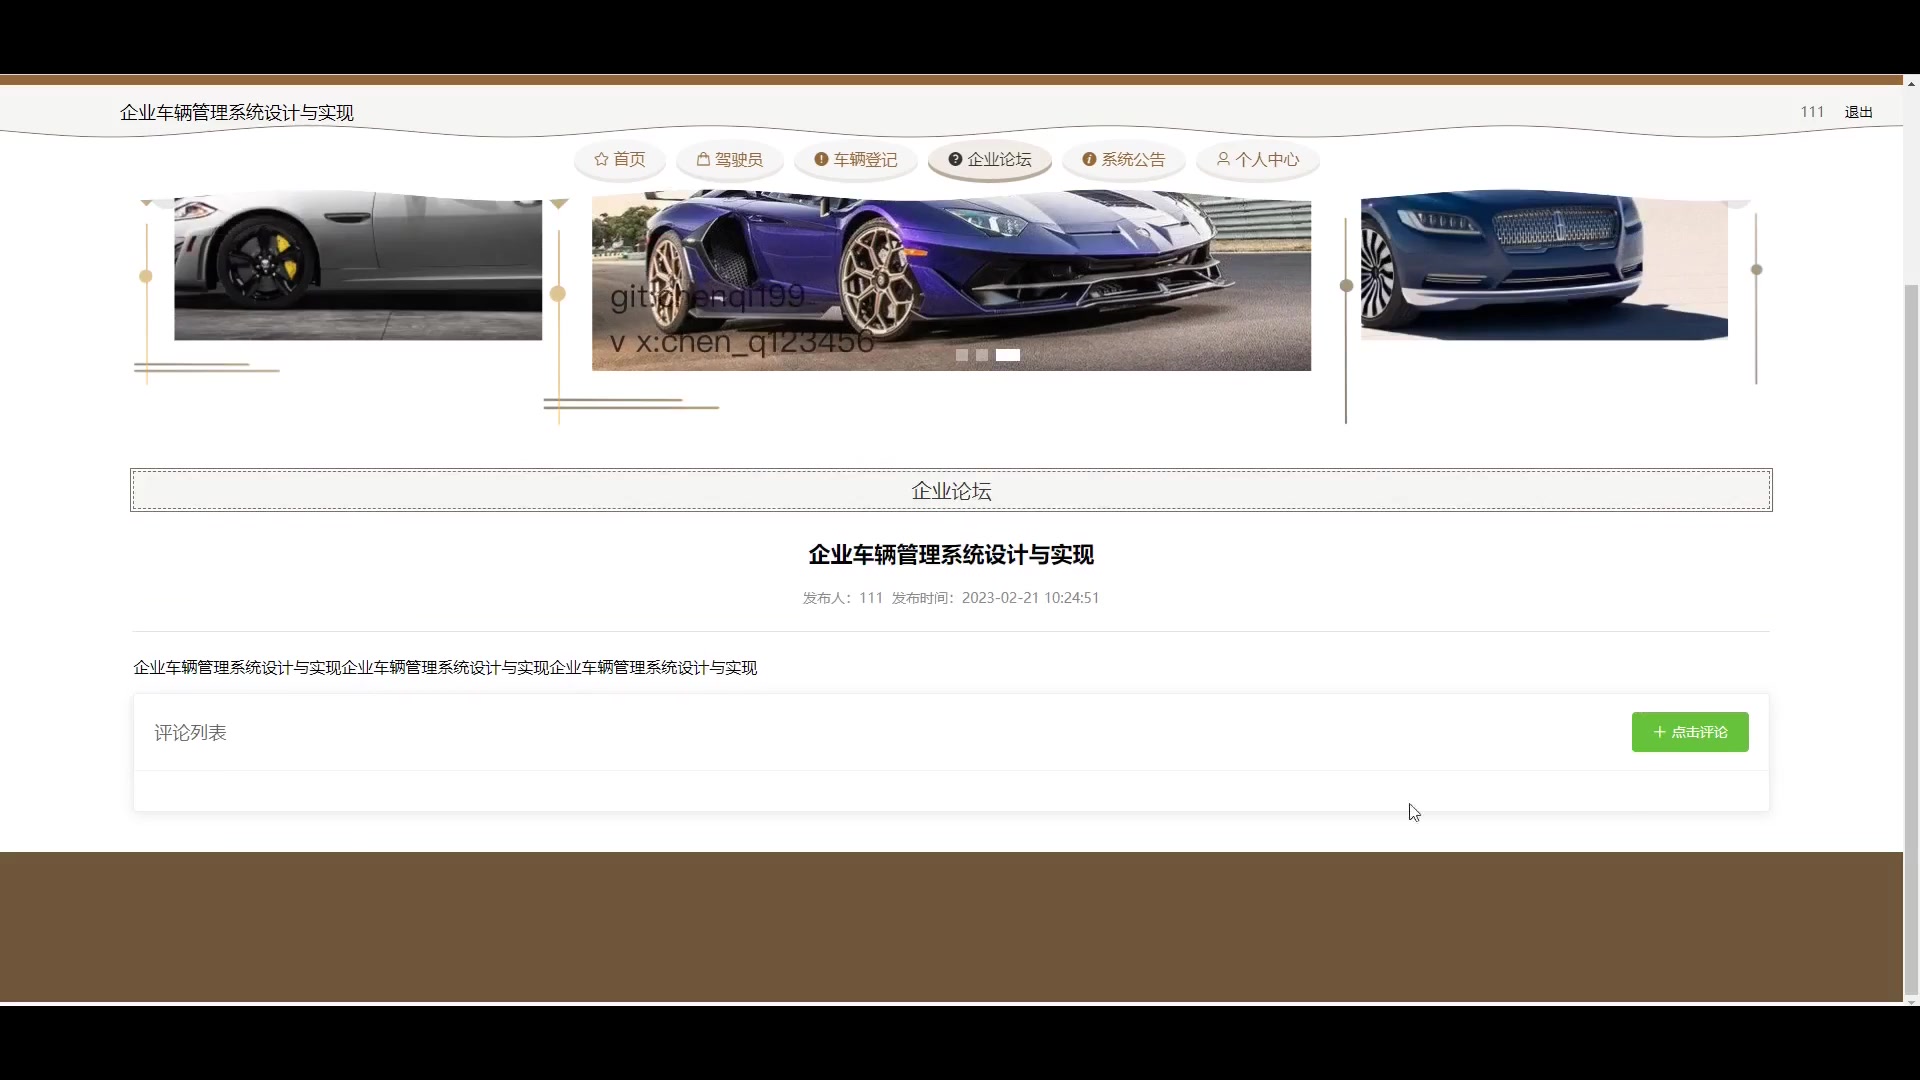 企业车辆管理系统设计与实现
111 退出
首页 驾驶员 车辆登记 企业论坛 系统公告 个人中心
git:chenqi199
v x:chen_q123456
企业论坛
企业车辆管理系统设计与实现
发布人：111 发布时间：2023-02-21 10:24:51
企业车辆管理系统设计与实现企业车辆管理系统设计与实现企业车辆管理系统设计与实现
评论列表
点击评论